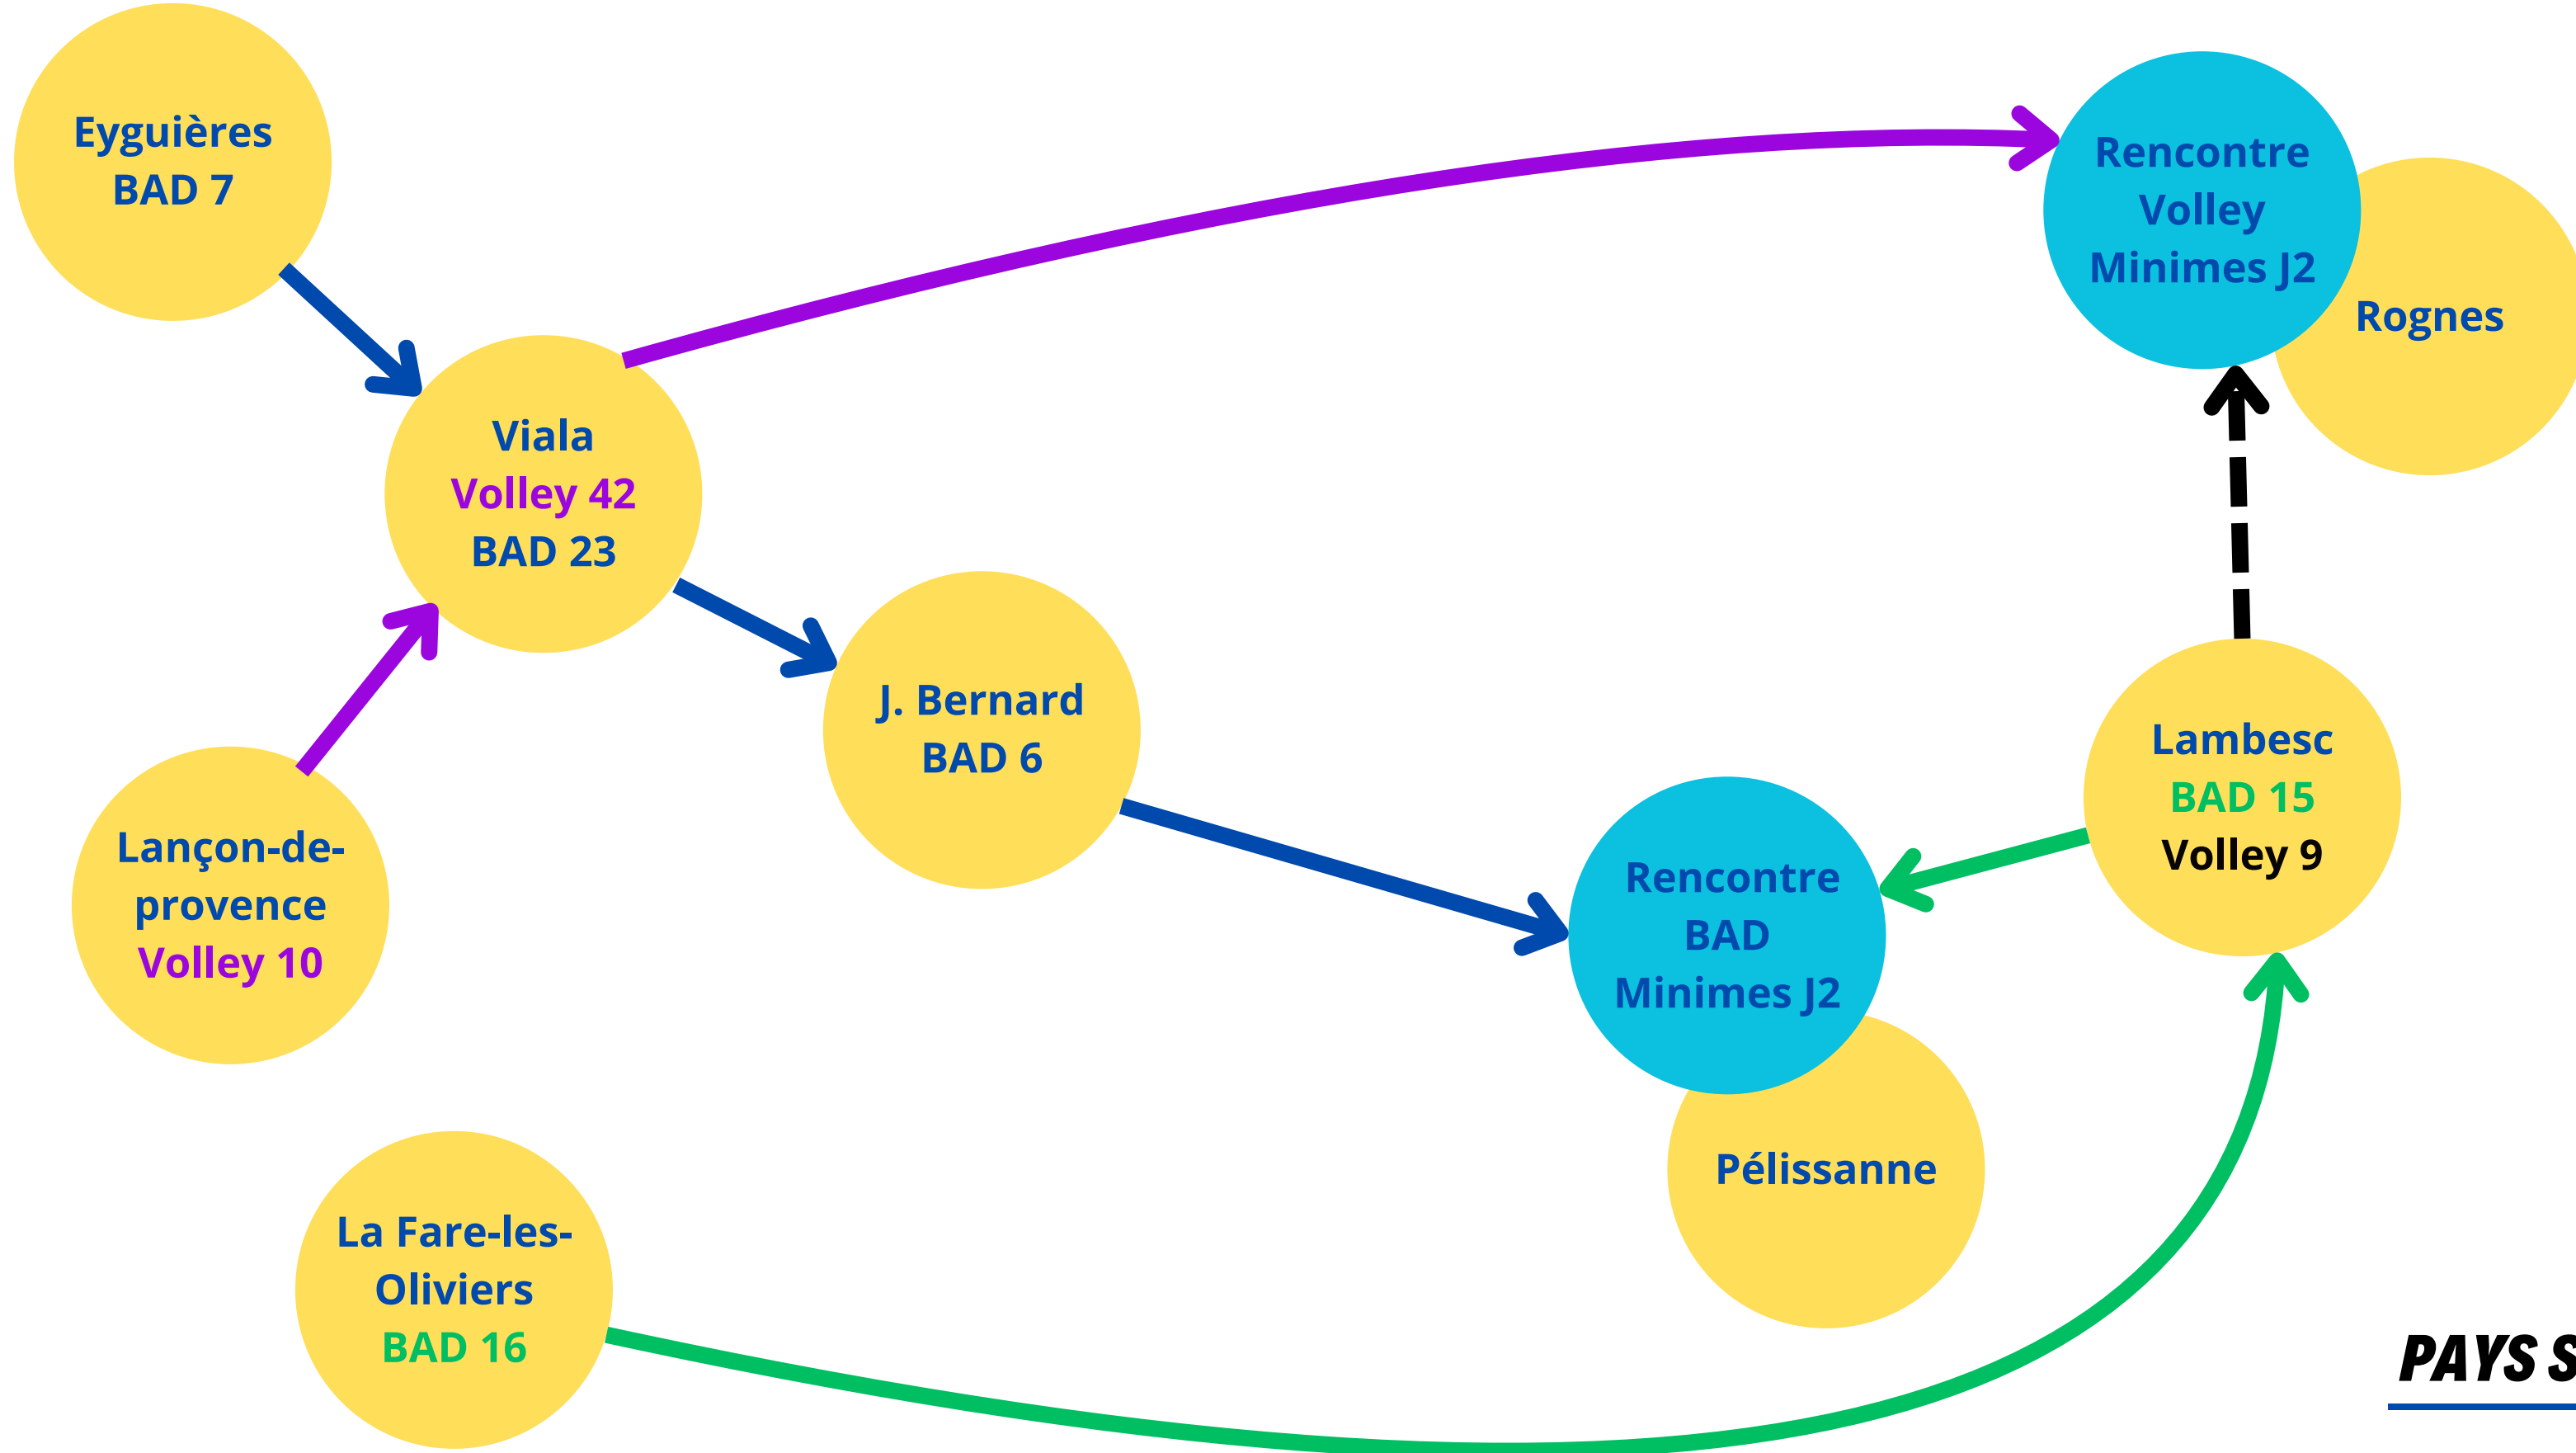 Eyguières
BAD 7
Rencontre
Volley
Minimes J2
Rognes
Viala
Volley 42
BAD 23
J. Bernard
BAD 6
Lambesc
BAD 15
Volley 9
Lançon-de-
provence
Volley 10
Rencontre
BAD
Minimes J2
Pélissanne
La Fare-les-
Oliviers
BAD 16
PAYS S